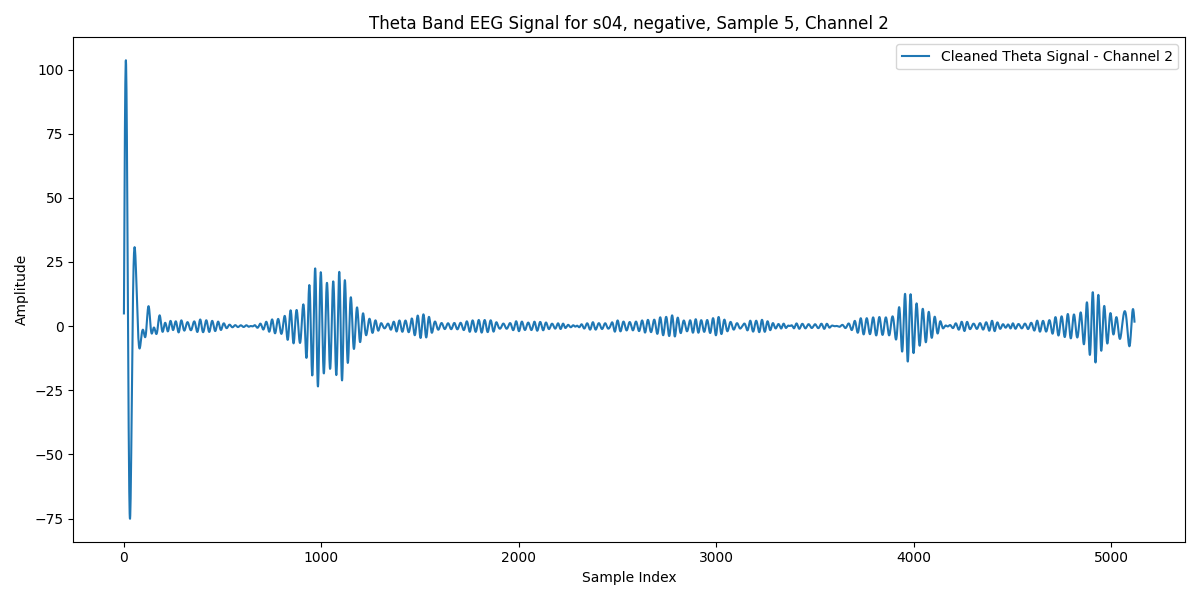 Theta Band EEG Signal for s04, negative, Sample 5, Channel 2
Cleaned Theta Signal - Channel 2
Amplitude
100
75
50
25
0
−25
−50
−75
0 1000 2000 3000 4000 5000
Sample Index